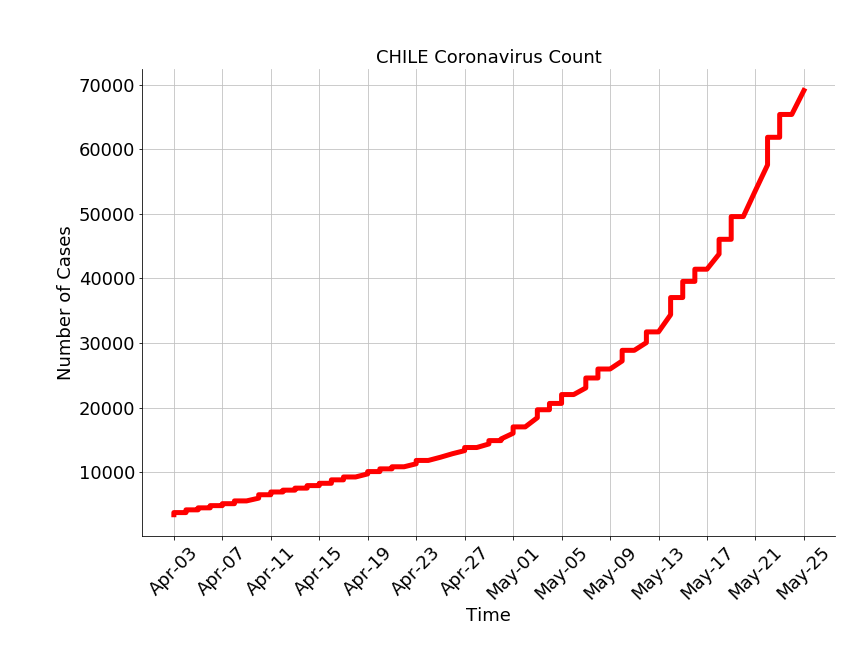 CHILE Coronavirus Count
70000
60000
50000
40000
30000
20000
10000
Number of Cases
Apr-03
Apr-07
Apr-11
Apr-15
Apr-19
Apr-23
Apr-27
May-01
May-05
May-09
May-13
May-17
May-21
May-25
Time